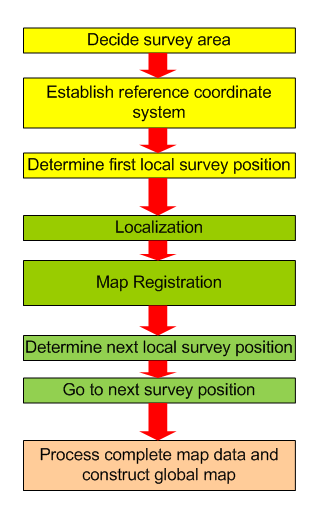 Decide survey area
Establish reference coordinate
system
Determine first local survey position
Localization
Map Registration
Determine next local survey position
Go to next survey position
Process complete map data and
construct global map